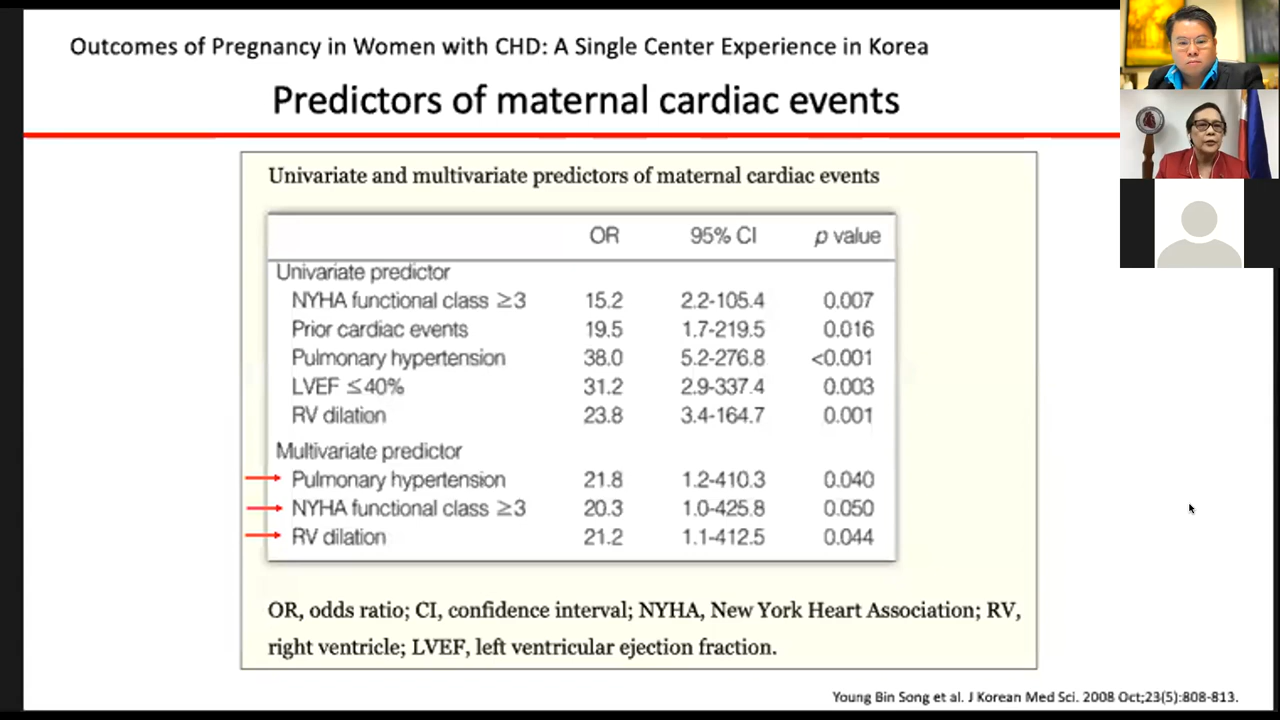 Outcomes of Pregnancy in Women with CHD: A Single Center Experience in Korea
Predictors of maternal cardiac events
Univariate and multivariate predictors of maternal cardiac events
OR 95% CI p value
Univariate predictor
NYHA functional class ≥3 15.2 2.2-105.4 0.007
Prior cardiac events 19.5 1.7-219.5 0.016
Pulmonary hypertension 38.0 5.2-276.8 <0.001
LVEF ≤40% 31.2 2.9-337.4 0.003
RV dilation 23.8 3.4-164.7 0.001
Multivariate predictor
Pulmonary hypertension 21.8 1.2-410.3 0.040
NYHA functional class ≥3 20.3 1.0-425.8 0.050
RV dilation 21.2 1.1-412.5 0.044
OR, odds ratio; CI, confidence interval; NYHA, New York Heart Association; RV,
right ventricle; LVEF, left ventricular ejection fraction.
Young Bin Song et al. J Korean Med Sci. 2008 Oct;23(5):808-813.